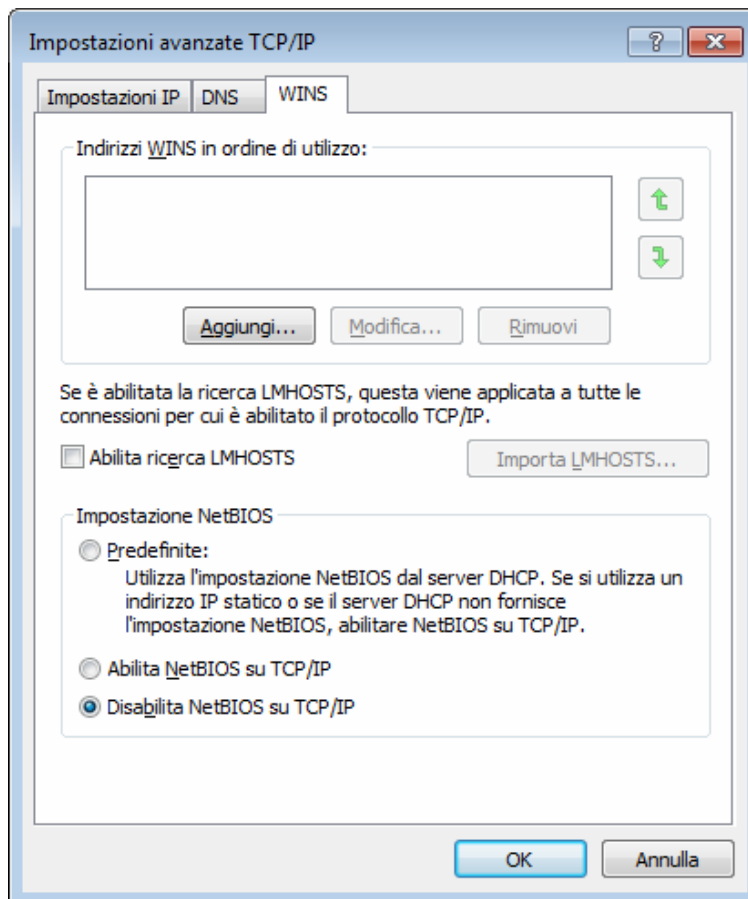 Impostazioni avanzate TCP/IP
Impostazioni IP
DNS
WINS
Indirizzi WINS in ordine di utilizzo:
Aggiungi...
Modifica...
Rimuovi
Se è abilitata la ricerca LMHOSTS, questa viene applicata a tutte le
connessioni per cui è abilitato il protocollo TCP/IP.
Abilita ricerca LMHOSTS
Importa LMHOSTS...
Impostazione NetBIOS
Predefinite:
Utilizza l'impostazione NetBIOS dal server DHCP. Se si utilizza un
indirizzo IP statico o se il server DHCP non fornisce
l'impostazione NetBIOS, abilitare NetBIOS su TCP/IP.
Abilita NetBIOS su TCP/IP
Disabilita NetBIOS su TCP/IP
OK
Annulla